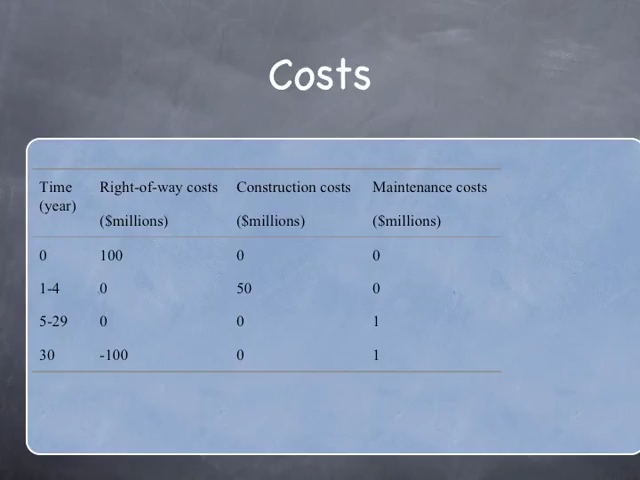 Costs
Time Right-of-way costs Construction costs Maintenance costs
(year)
($millions) ($millions) ($millions)
0 100 0 0
1-4 0 50 0
5-29 0 0 1
30 -100 0 1